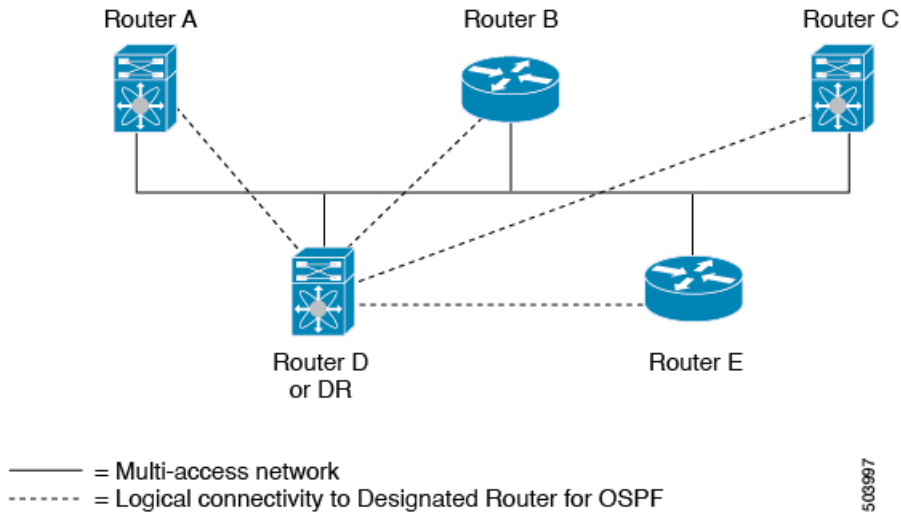 Router A
Router B
Router C
Router D
or DR
Router E
= Multi-access network
= Logical connectivity to Designated Router for OSPF
503997